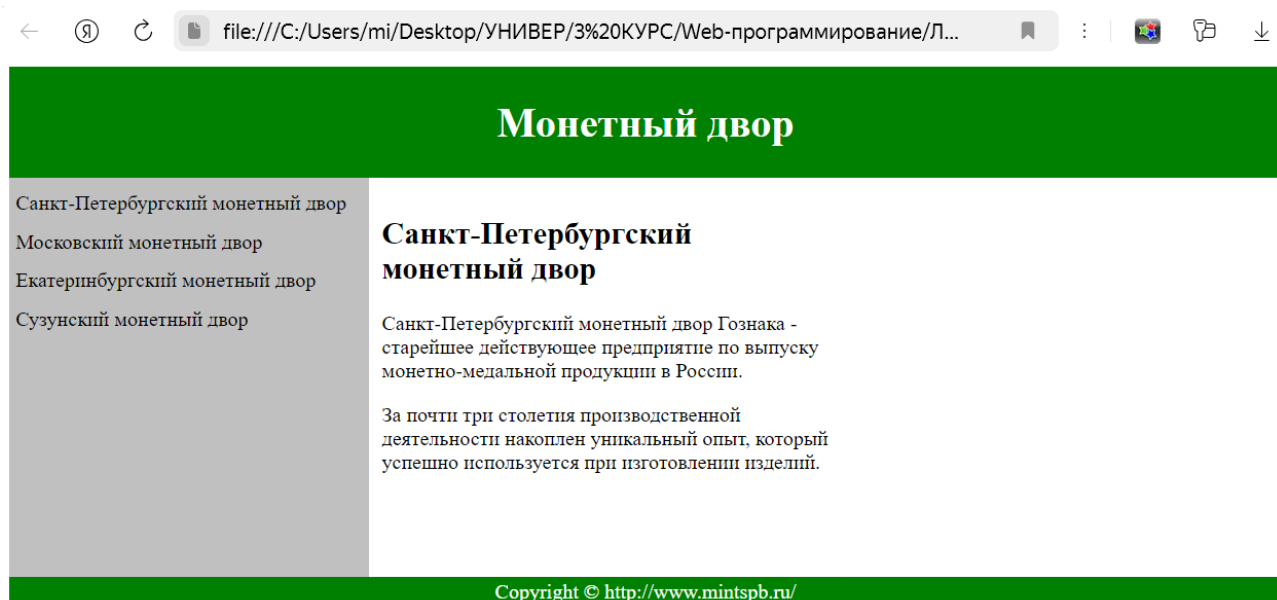 file:///C:/Users/mi/Desktop/УНИВЕР/3%20КУРС/Web-программирование/Л...
Монетный двор
Санкт-Петербургский монетный двор
Московский монетный двор
Екатеринбургский монетный двор
Сузунский монетный двор
Санкт-Петербургский
монетный двор
Санкт-Петербургский монетный двор Гознака -
старейшее действующее предприятие по выпуску
монетно-медальной продукции в России.
За почти три столетия производственной
деятельности накоплен уникальный опыт, который
успешно используется при изготовлении изделий.
Copyright © http://www.mintspb.ru/